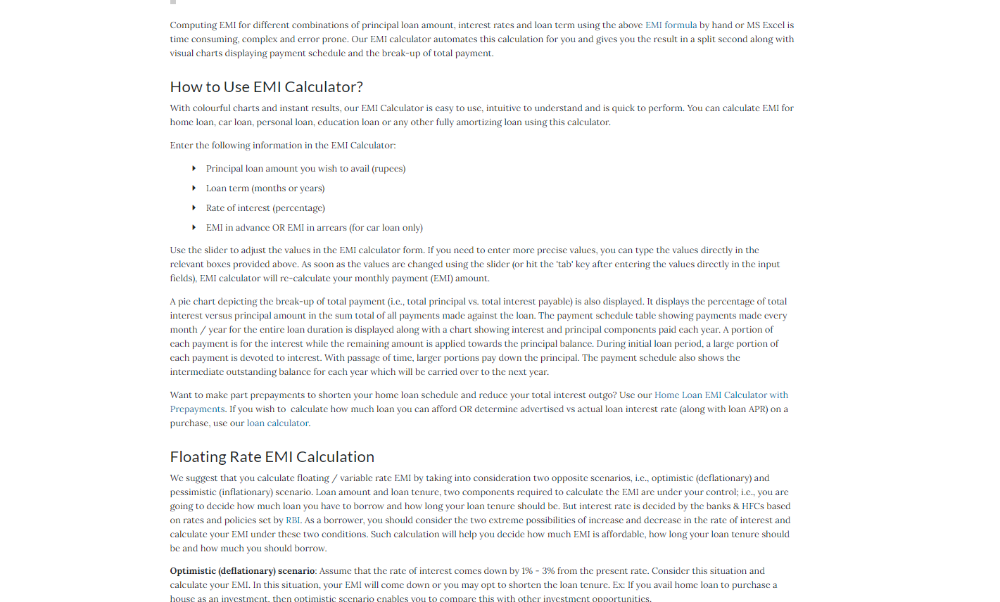 Computing EMI for different combinations of principal loan amount, interest rates and loan term using the above EMI formula by hand or MS Excel is
time consuming, complex and error prone. Our EMI calculator automates this calculation for you and gives you the result in a split second along with
visual charts displaying payment schedule and the break-up of total payment.
How to Use EMI Calculator?
With colourful charts and instant results, our EMI Calculator is easy to use, intuitive to understand and is quick to perform. You can calculate EMI for
home loan, car loan, personal loan, education loan or any other fully amortizing loan using this calculator.
Enter the following information in the EMI Calculator:
Principal loan amount you wish to avail (rupees)
Loan term (months or years)
Rate of interest (percentage)
EMI in advance OR EMI in arrears (for car loan only)
Use the slider to adjust the values in the EMI calculator form. If you need to enter more precise values, you can type the values directly in the
relevant boxes provided above. As soon as the values are changed using the slider (or hit the 'tab' key after entering the values directly in the input
fields), EMI calculator will re-calculate your monthly payment (EMI) amount.
A pie chart depicting the break-up of total payment (i.e., total principal vs. total interest payable) is also displayed. It displays the percentage of total
interest versus principal amount in the sum total of all payments made against the loan. The payment schedule table showing payments made every
month / year for the entire loan duration is displayed along with a chart showing interest and principal components paid each year. A portion of
each payment is for the interest while the remaining amount is applied towards the principal balance. During initial loan period, a large portion of
each payment is devoted to interest. With passage of time, larger portions pay down the principal. The payment schedule also shows the
intermediate outstanding balance for each year which will be carried over to the next year.
Want to make part prepayments to shorten your home loan schedule and reduce your total interest outgo? Use our Home Loan EMI Calculator with
Prepayments. If you wish to calculate how much loan you can afford OR determine advertised vs actual loan interest rate (along with loan APR) on a
purchase, use our loan calculator.
Floating Rate EMI Calculation
We suggest that you calculate floating / variable rate EMI by taking into consideration two opposite scenarios, i.e., optimistic (deflationary) and
pessimistic (inflationary) scenario. Loan amount and loan tenure, two components required to calculate the EMI are under your control; i.e., you are
going to decide how much loan you have to borrow and how long your loan tenure should be. But interest rate is decided by the banks & HFCs based
on rates and policies set by RBI. As a borrower, you should consider the two extreme possibilities of increase and decrease in the rate of interest and
calculate your EMI under these two conditions. Such calculation will help you decide how much EMI is affordable, how long your loan tenure should
be and how much you should borrow.
Optimistic (deflationary) scenario: Assume that the rate of interest comes down by 1% - 3% from the present rate. Consider this situation and
calculate your EMI. In this situation, your EMI will come down or you may opt to shorten the loan tenure. Ex: If you avail home loan to purchase a
house as an investment, then optimistic scenario enables you to compare this with other investment opportunities.